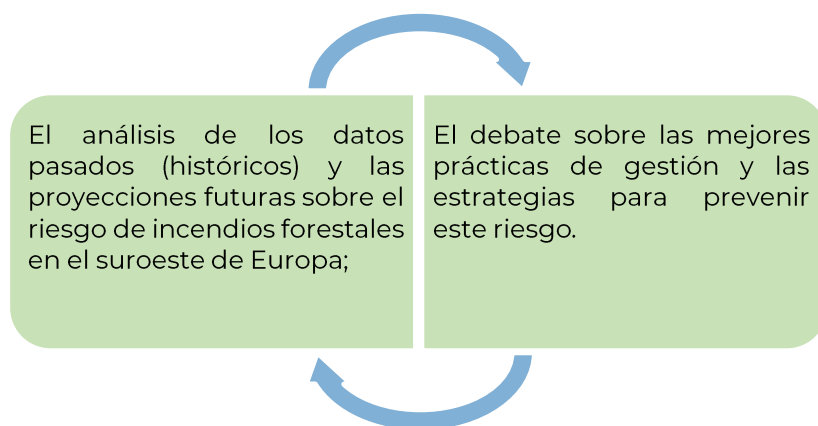 El análisis de los datos
pasados (históricos) y las
proyecciones futuras sobre el
riesgo de incendios forestales
en el suroeste de Europa;
El debate sobre las mejores
prácticas de gestión y las
estrategias para prevenir
este riesgo.